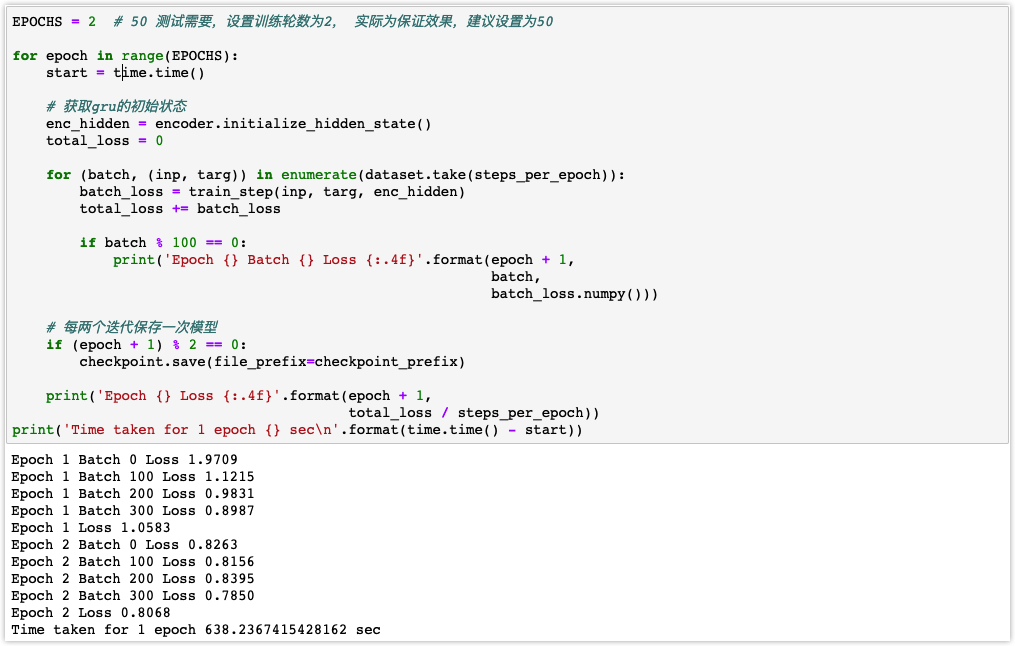 EPOCHS = 2  # 50 测试需要，设置训练轮数为2， 实际为保证效果，建议设置为50
for epoch in range(EPOCHS):
    start = time.time()
    # 获取gru的初始状态
    enc_hidden = encoder.initialize_hidden_state()
    total_loss = 0
    for (batch, (inp, targ)) in enumerate(dataset.take(steps_per_epoch)):
        batch_loss = train_step(inp, targ, enc_hidden)
        total_loss += batch_loss
        if batch % 100 == 0:
            print('Epoch {} Batch {} Loss {:.4f}'.format(epoch + 1,
                                                         batch,
                                                         batch_loss.numpy()))
    # 每两个迭代保存一次模型
    if (epoch + 1) % 2 == 0:
        checkpoint.save(file_prefix=checkpoint_prefix)
    print('Epoch {} Loss {:.4f}'.format(epoch + 1,
                                        total_loss / steps_per_epoch))
print('Time taken for 1 epoch {} sec\n'.format(time.time() - start))
Epoch 1 Batch 0 Loss 1.9709
Epoch 1 Batch 100 Loss 1.1215
Epoch 1 Batch 200 Loss 0.9831
Epoch 1 Batch 300 Loss 0.8987
Epoch 1 Loss 1.0583
Epoch 2 Batch 0 Loss 0.8263
Epoch 2 Batch 100 Loss 0.8156
Epoch 2 Batch 200 Loss 0.8395
Epoch 2 Batch 300 Loss 0.7850
Epoch 2 Loss 0.8068
Time taken for 1 epoch 638.2367415428162 sec